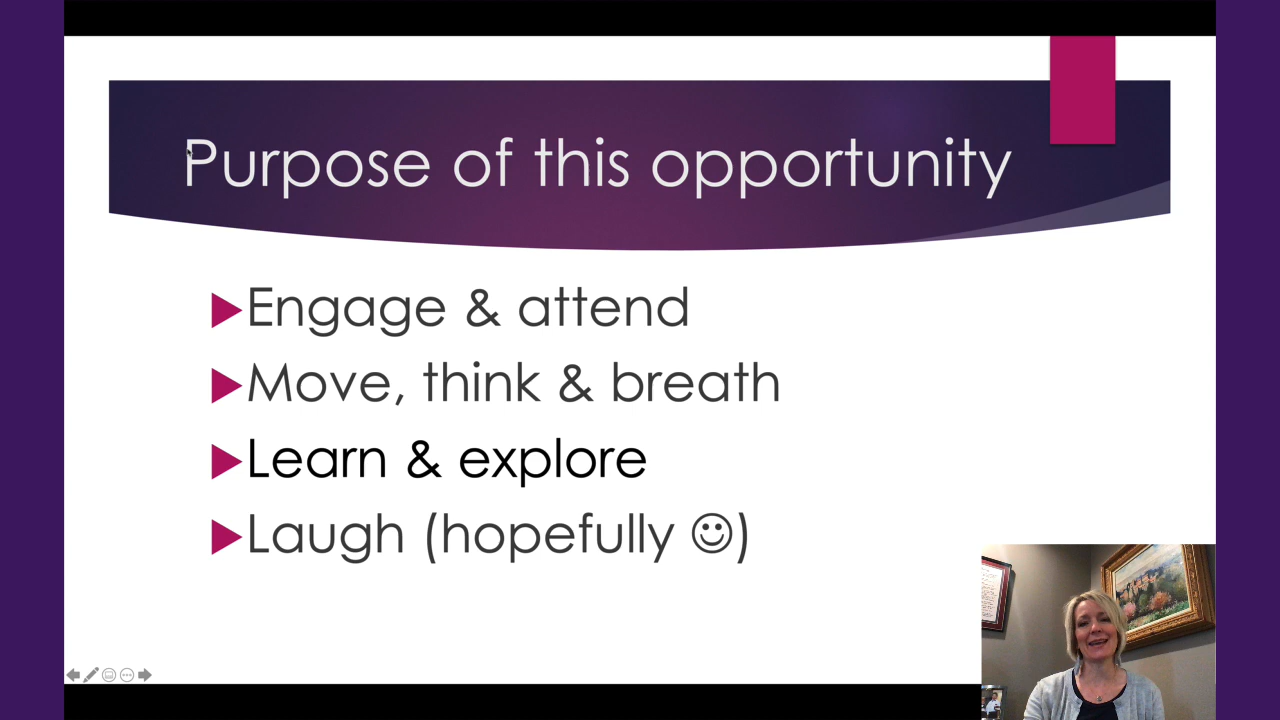 Purpose of this opportunity
Engage & attend
Move, think & breath
Learn & explore
Laugh (hopefully ☺)